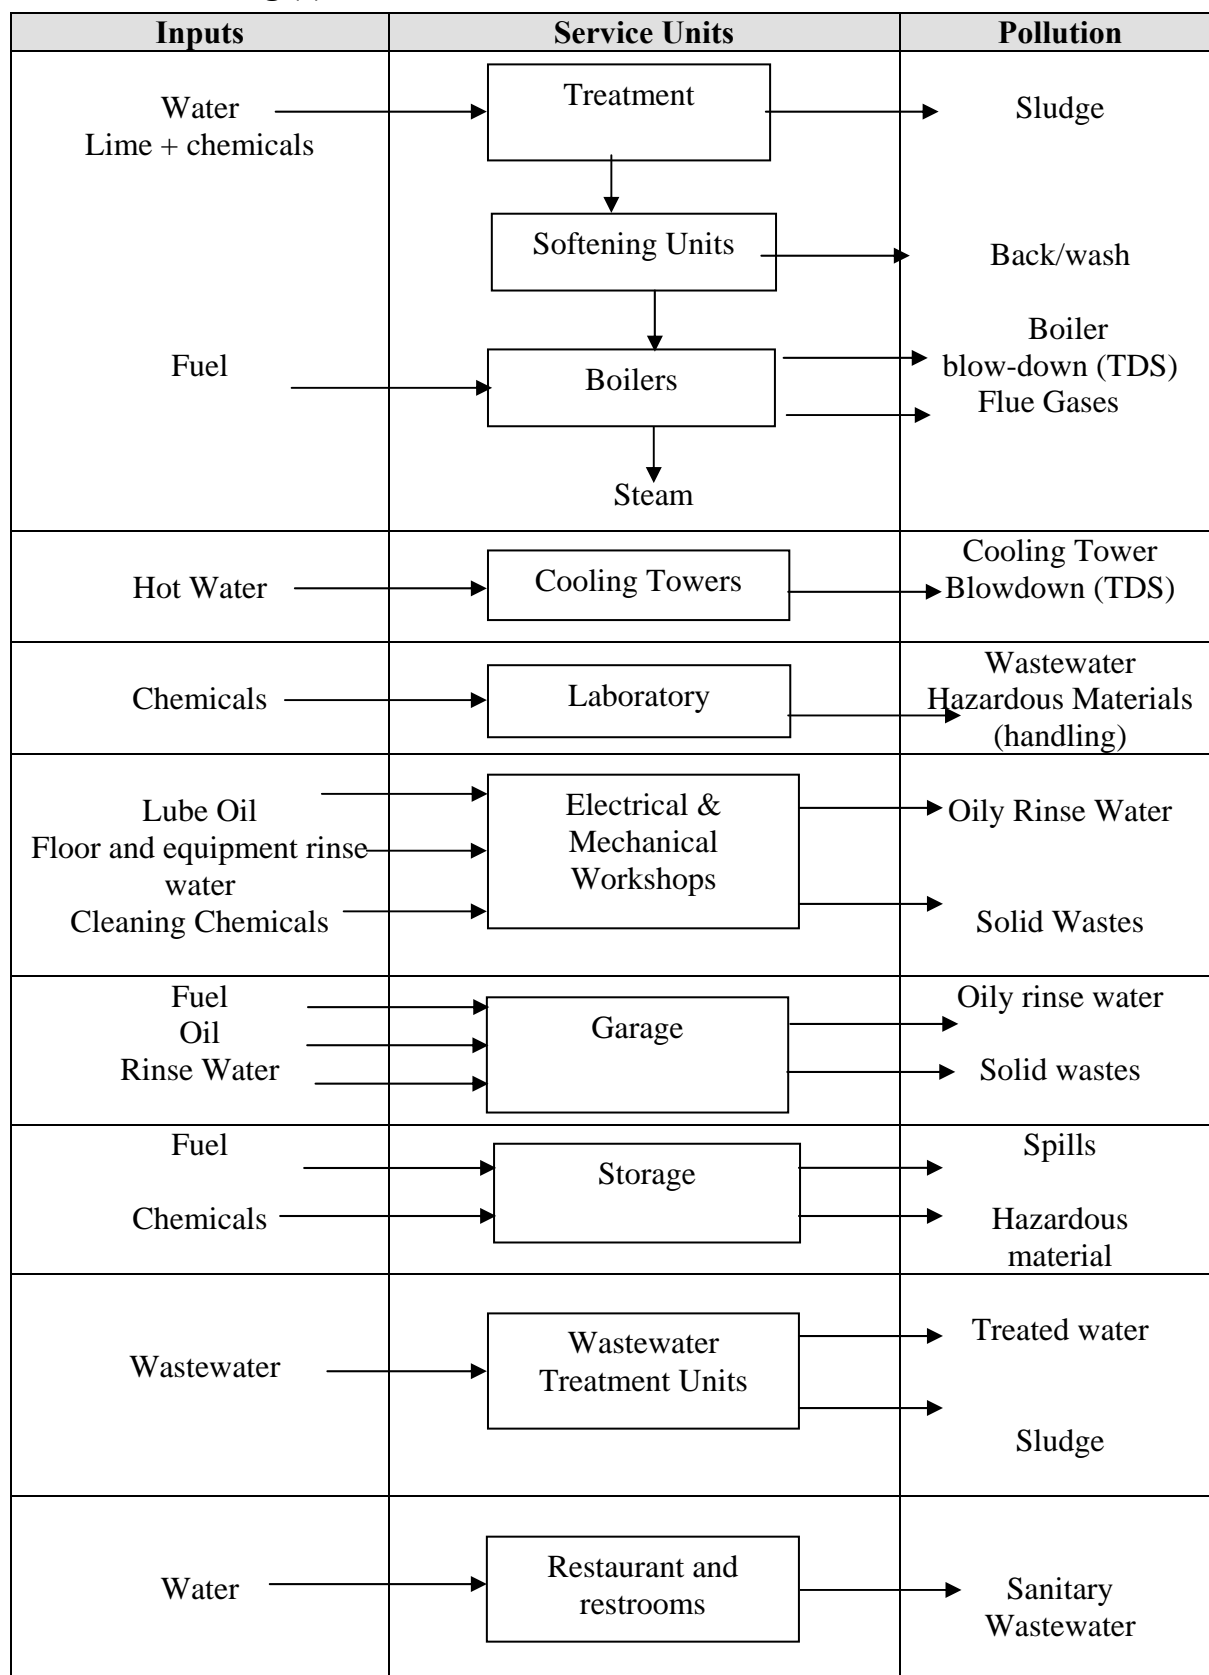 Inputs Service Units Pollution
Water Treatment Sludge
Lime + chemicals
Softening Units Back/wash
Boiler
Fuel Boilers blow-down (TDS)
Flue Gases
Steam
Cooling Tower
Hot Water Cooling Towers Blowdown (TDS)
Wastewater
Chemicals Laboratory Hazardous Materials
(handling)
Lube Oil Electrical & Oily Rinse Water
Floor and equipment rinse Mechanical
water Workshops
Cleaning Chemicals Solid Wastes
Fuel Oily rinse water
Oil Garage
Rinse Water Solid wastes
Fuel Spills
Storage
Chemicals Hazardous
material
Wastewater Treated water
Wastewater Treatment Units
Sludge
Restaurant and
Water restrooms Sanitary
Wastewater